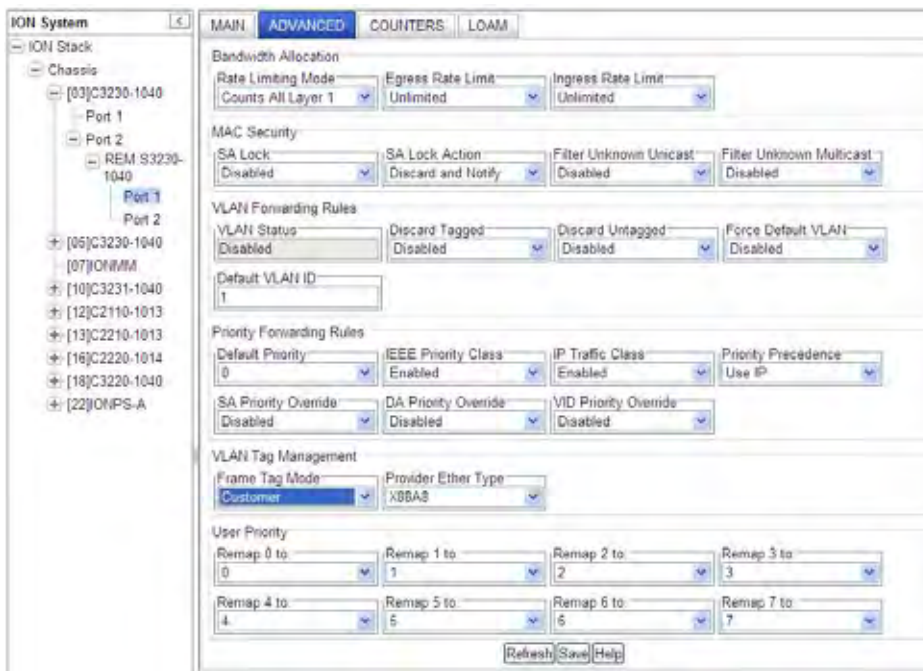 ION System
ION Stack
Chassis
[03]C3230-1040
Port 1
Port 2
REM S3230-
1040
Port 1
Port 2
[05]C3230-1040
[07]IONMM
[10]C3231-1040
[12]C2110-1013
[13]C2210-1013
[16]C2220-1014
[18]C3220-1040
[22]IONPS-A
MAIN ADVANCED COUNTERS LOAM
Bandwidth Allocation
Rate Limiting Mode Egress Rate Limit Ingress Rate Limit
Counts All Layer 1 Unlimited Unlimited
MAC Security
SA Lock SA Lock Action Filter Unknown Unicast Filter Unknown Multicast
Disabled Discard and Notify Disabled Disabled
VLAN Forwarding Rules
VLAN Status Discard Tagged Discard Untagged Force Default VLAN
Disabled Disabled Disabled Disabled
Default VLAN ID
1
Priority Forwarding Rules
Default Priority IEEE Priority Class IP Traffic Class Priority Precedence
0 Enabled Enabled Use IP
SA Priority Override DA Priority Override VID Priority Override
Disabled Disabled Disabled
VLAN Tag Management
Frame Tag Mode Provider Ether Type
Customer X88A8
User Priority
Remap 0 to Remap 1 to Remap 2 to Remap 3 to
0 1 2 3
Remap 4 to Remap 5 to Remap 6 to Remap 7 to
4 5 6 7
Refresh Save Help